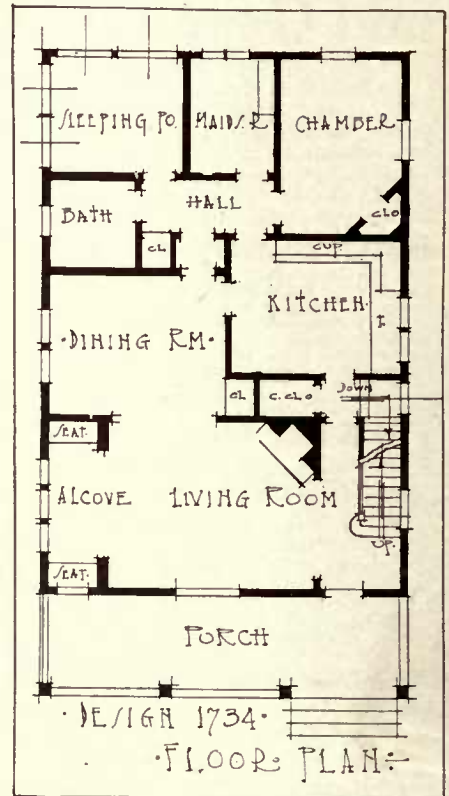 SLEEPING PO. MAIDS. R CHAMBER
HALL
BATH
CLO
CL
CUP.
KITCHEN
DINING RM.
CL C. CLO
DOWN
SEAT.
ALCOVE LIVING ROOM
UP.
SEAT.
PORCH
· DESIGN 1734 ·
· FLOOR PLAN ÷